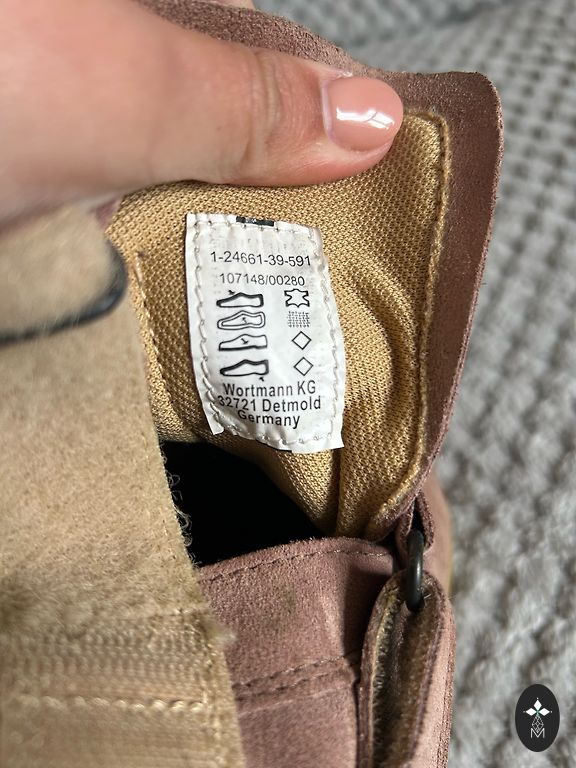 1-24661-39-591
107148/00280
Wortmann KG
32721 Detmold
Germany